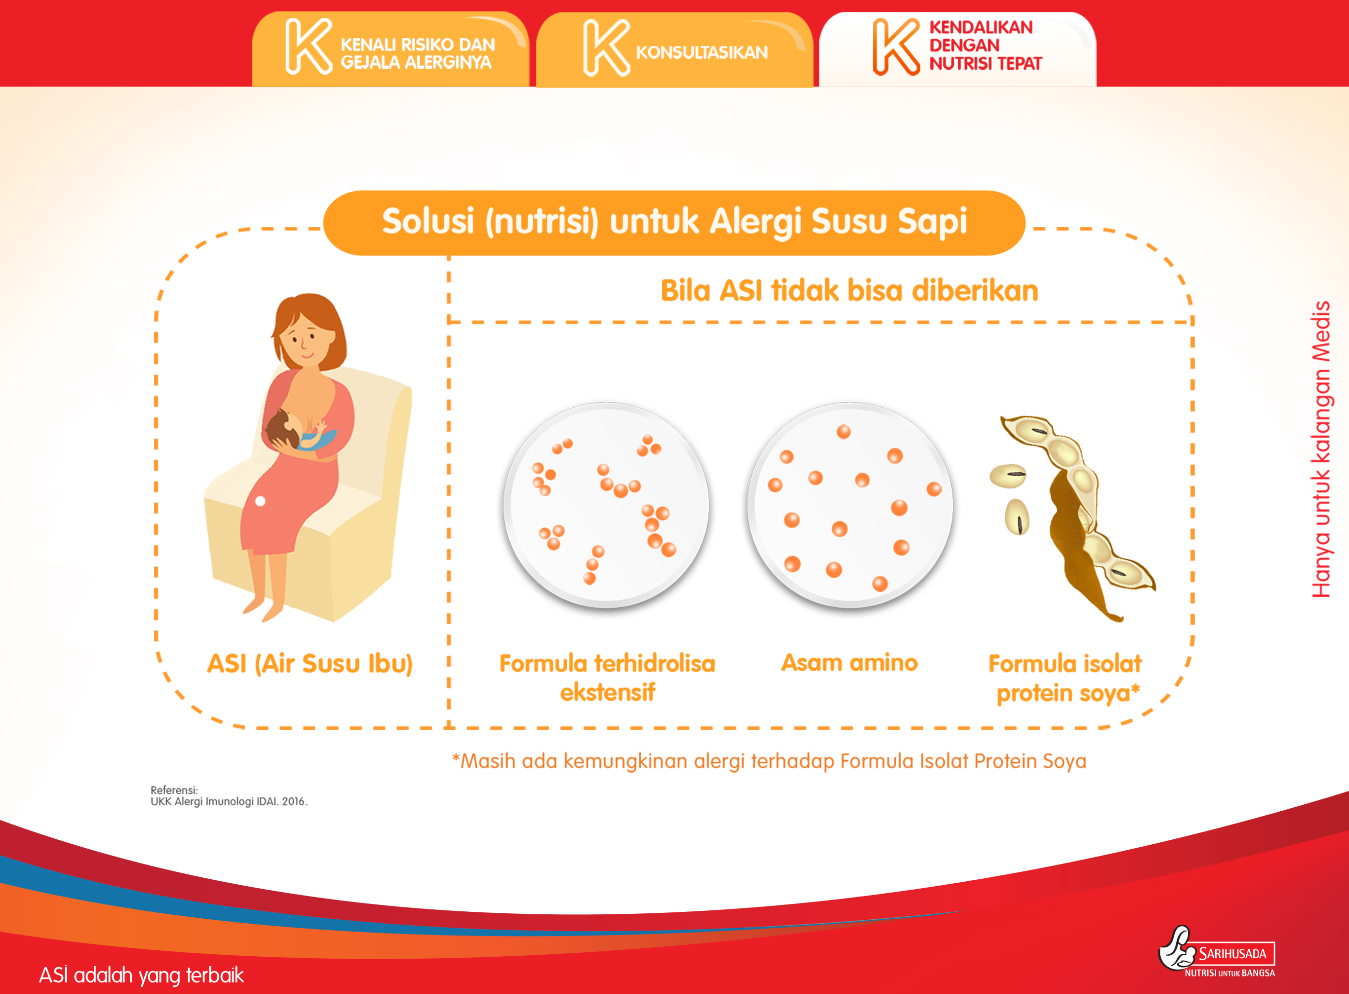 K KENALI RISIKO DAN
GEJALA ALERGINYA
K KONSULTASIKAN
K KENDALIKAN
DENGAN
NUTRISI TEPAT
Solusi (nutrisi) untuk Alergi Susu Sapi
Bila ASI tidak bisa diberikan
ASI (Air Susu Ibu)
Formula terhidrolisa
ekstensif
Asam amino
Formula isolat
protein soya*
*Masih ada kemungkinan alergi terhadap Formula Isolat Protein Soya
Referensi:
UKK Alergi Imunologi IDAI. 2016.
Hanya untuk kalangan Medis
ASI adalah yang terbaik
SARIHUSADA
NUTRISI UNTUK BANGSA